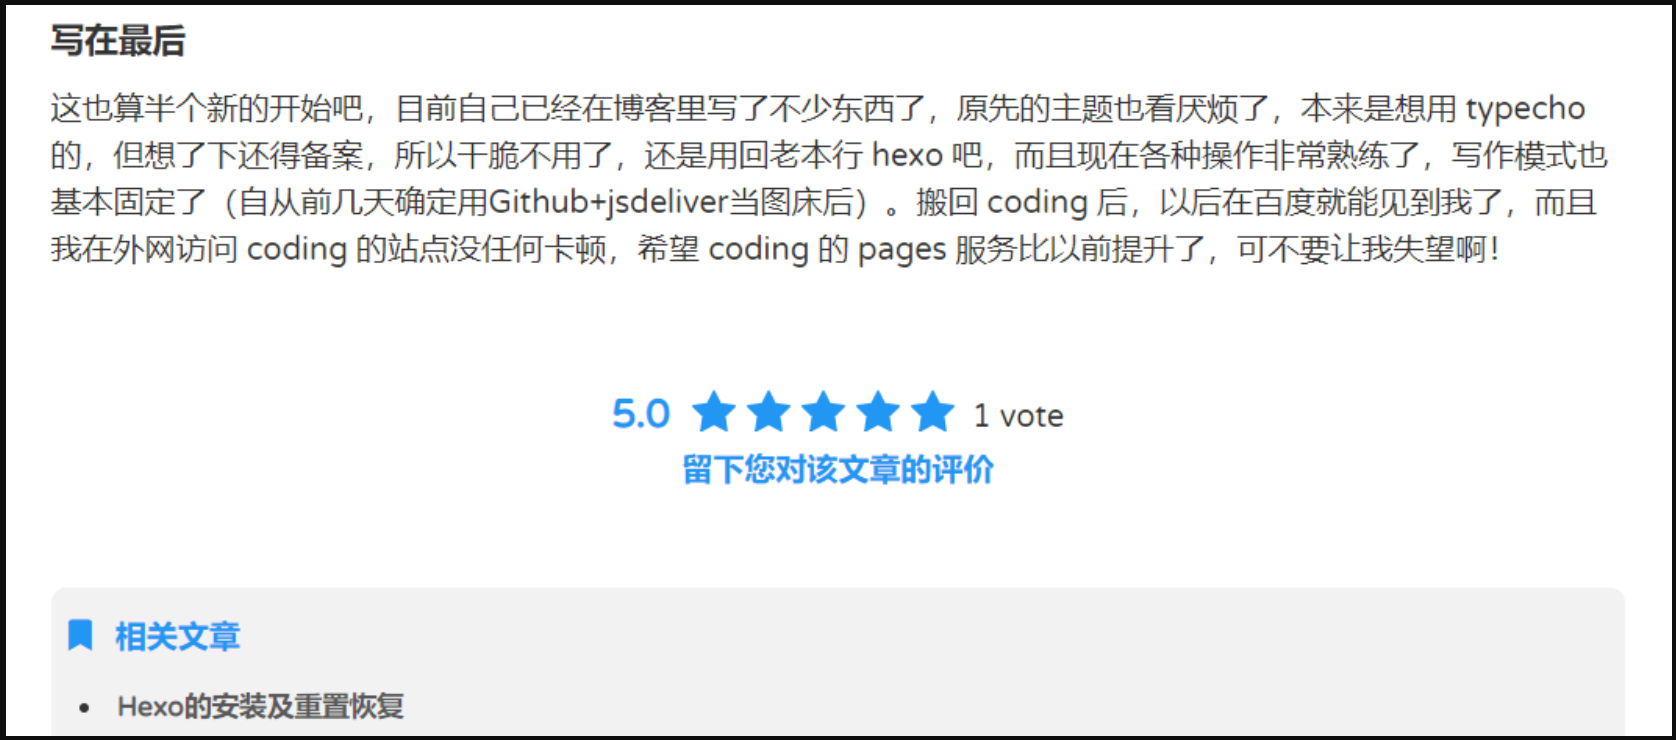 写在最后
这也算半个新的开始吧，目前自己已经在博客里写了不少东西了，原先的主题也看厌烦了，本来是想用 typecho
的，但想了下还得备案，所以干脆不用了，还是用回老本行 hexo 吧，而且现在各种操作非常熟练了，写作模式也
基本固定了（自从前几天确定用Github+jsdeliver当图床后）。搬回 coding 后，以后在百度就能见到我了，而且
我在外网访问 coding 的站点没任何卡顿，希望 coding 的 pages 服务比以前提升了，可不要让我失望啊！
5.0 ★★★★★ 1 vote
留下您对该文章的评价
相关文章
• Hexo的安装及重置恢复